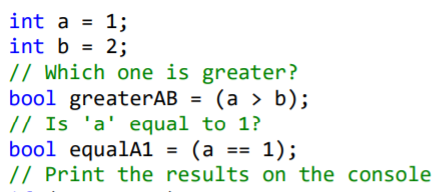 int a = 1;
int b = 2;
// Which one is greater?
bool greaterAB = (a > b);
// Is 'a' equal to 1?
bool equalA1 = (a == 1);
// Print the results on the console